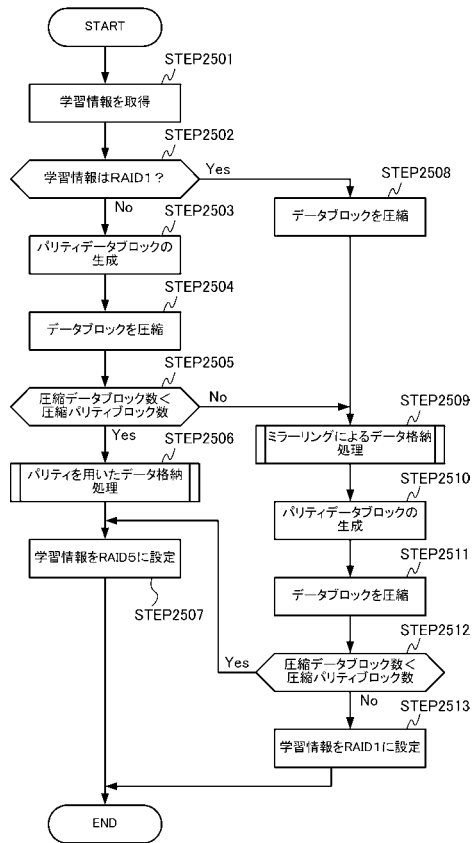 START
STEP2501
学習情報を取得
STEP2502
学習情報はRAID1？
Yes
No
STEP2503
パリティデータブロックの
生成
STEP2504
データブロックを圧縮
STEP2505
圧縮データブロック数＜
圧縮パリティブロック数
No
Yes
STEP2506
パリティを用いたデータ格納
処理
学習情報をRAID5に設定
STEP2507
STEP2508
データブロックを圧縮
STEP2509
ミラーリングによるデータ格納
処理
STEP2510
パリティデータブロックの
生成
STEP2511
データブロックを圧縮
STEP2512
圧縮データブロック数＜
圧縮パリティブロック数
Yes
No
STEP2513
学習情報をRAID1に設定
END